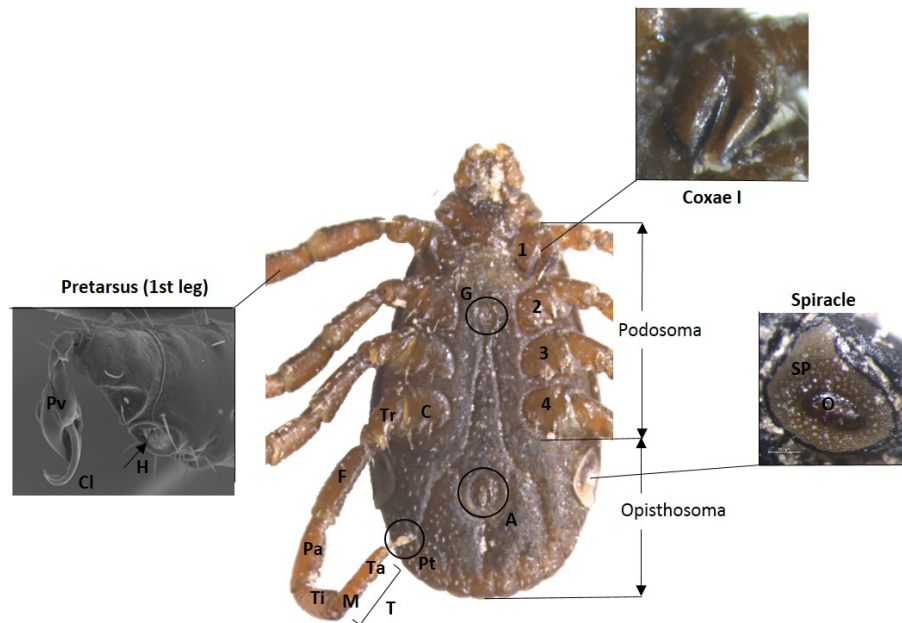 Coxae I
Pretarsus (1st leg)
Pv
Cl
H
1
G
2
3
4
Podosoma
Tr
C
F
Spiracle
SP
O
A
Opisthosoma
Pa
Pt
Ta
Ti
M
T